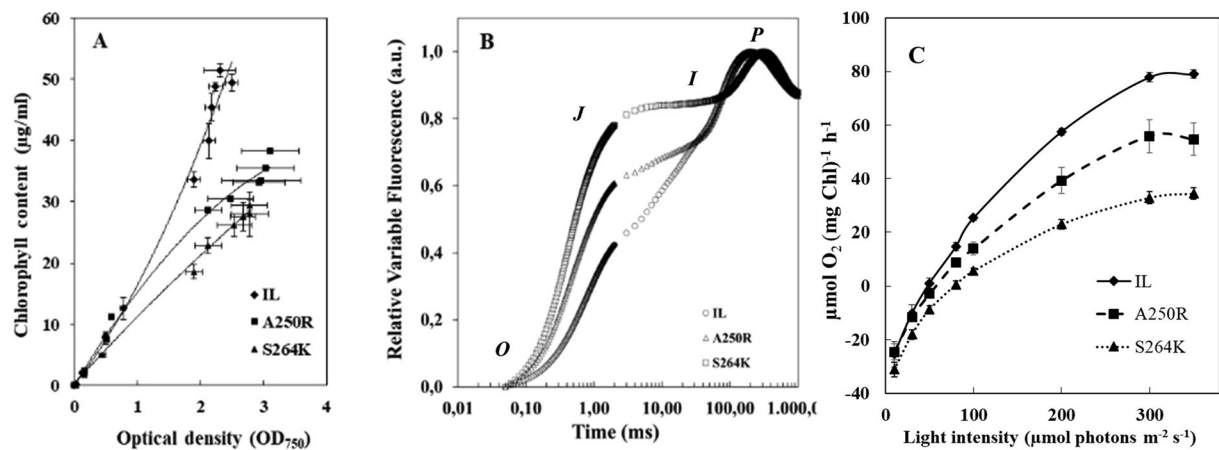 A
Chlorophyll content (µg/ml)
60
50
40
30
20
10
0
0
1
2
3
4
Optical density (OD750)
IL
A250R
S264K
B
Relative Variable Fluorescence (a.u.)
1,0
0,8
0,6
0,4
0,2
0,0
O
J
I
P
IL
A250R
S264K
0,01
0,10
1,00
10,00
100,00
1.000,
Time (ms)
C
µmol O2 (mg Chl)-1 h-1
100
80
60
40
20
0
-20
-40
0
100
200
300
IL
A250R
S264K
Light intensity (µmol photons m-2 s-1)